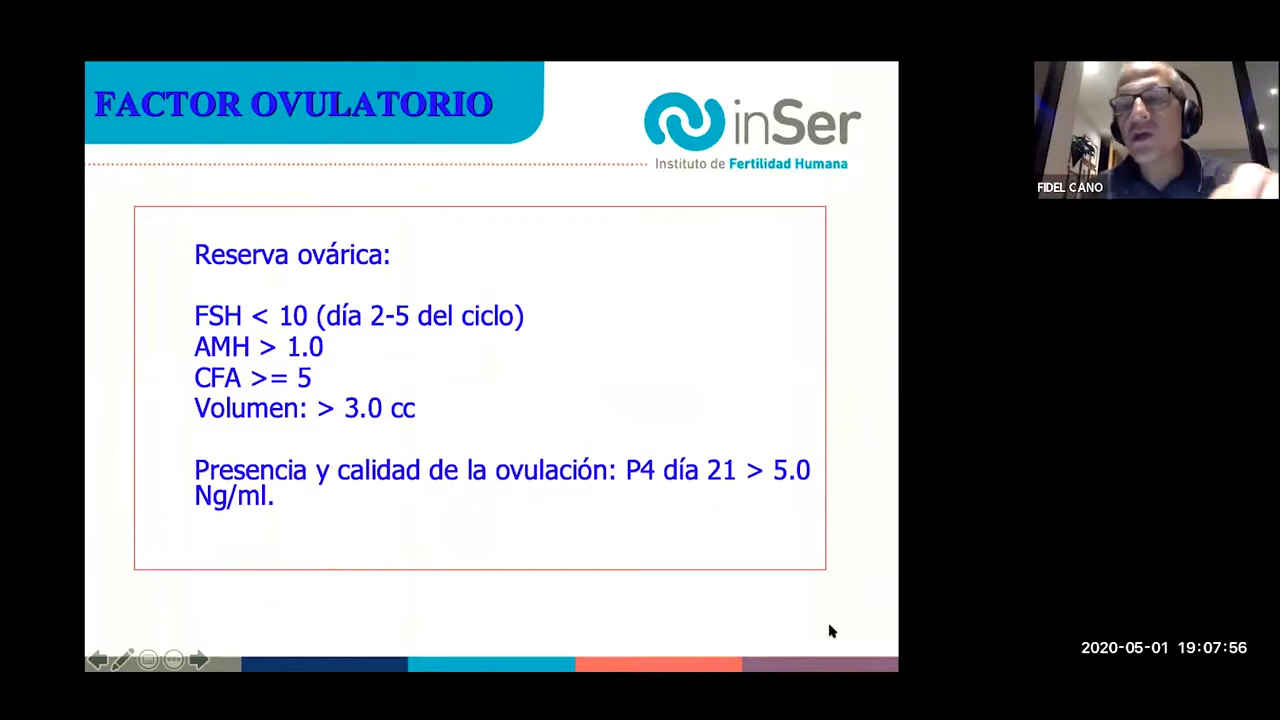 FACTOR OVULATORIO
inSer
Instituto de Fertilidad Humana
FIDEL CANO
Reserva ovárica:
FSH < 10 (día 2-5 del ciclo)
AMH > 1.0
CFA >= 5
Volumen: > 3.0 cc
Presencia y calidad de la ovulación: P4 día 21 > 5.0
Ng/ml.
2020-05-01 19:07:56